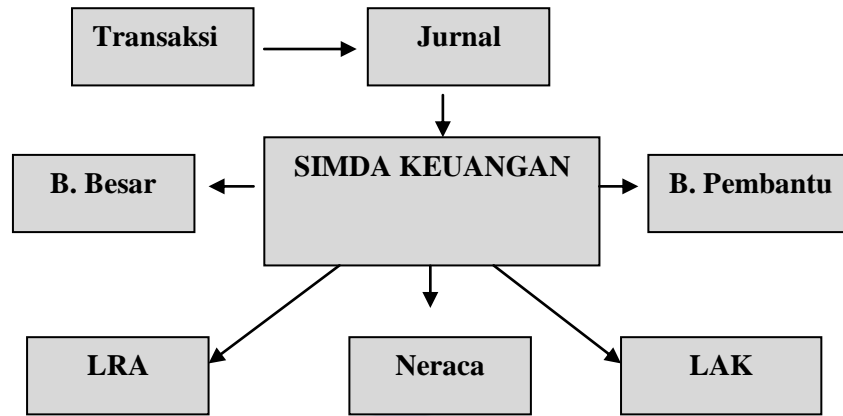 Transaksi
Jurnal
SIMDA KEUANGAN
B. Besar
B. Pembantu
LRA
Neraca
LAK